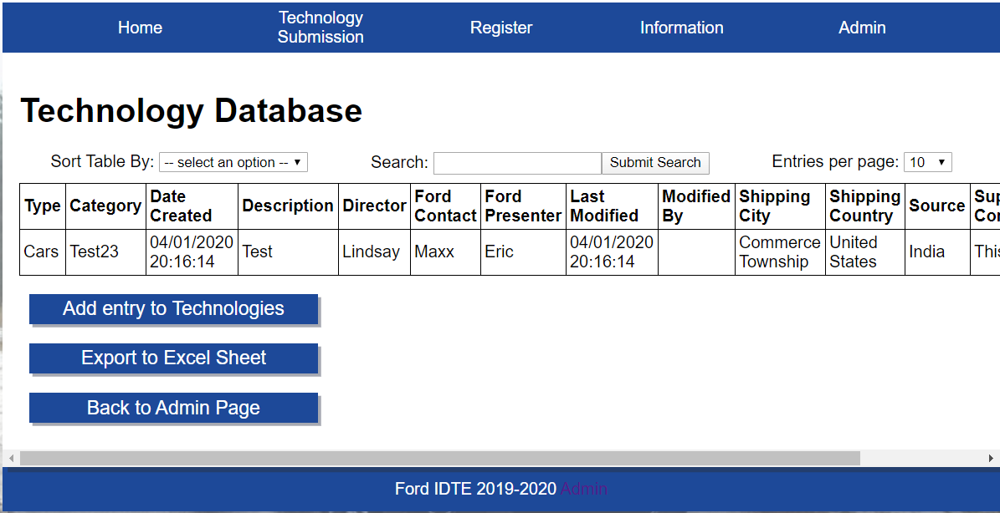 Home
Technology
Submission
Register
Information
Admin
Technology Database
Sort Table By: -- select an option --
Search:
Submit Search
Entries per page: 10
Type Category Date Created Description Director Ford Contact Ford Presenter Last Modified Modified By Shipping City Shipping Country Source
Cars Test23 04/01/2020 20:16:14 Test Lindsay Maxx Eric 04/01/2020 20:16:14 Commerce Township United States India
Add entry to Technologies
Export to Excel Sheet
Back to Admin Page
Ford IDTE 2019-2020 Admin